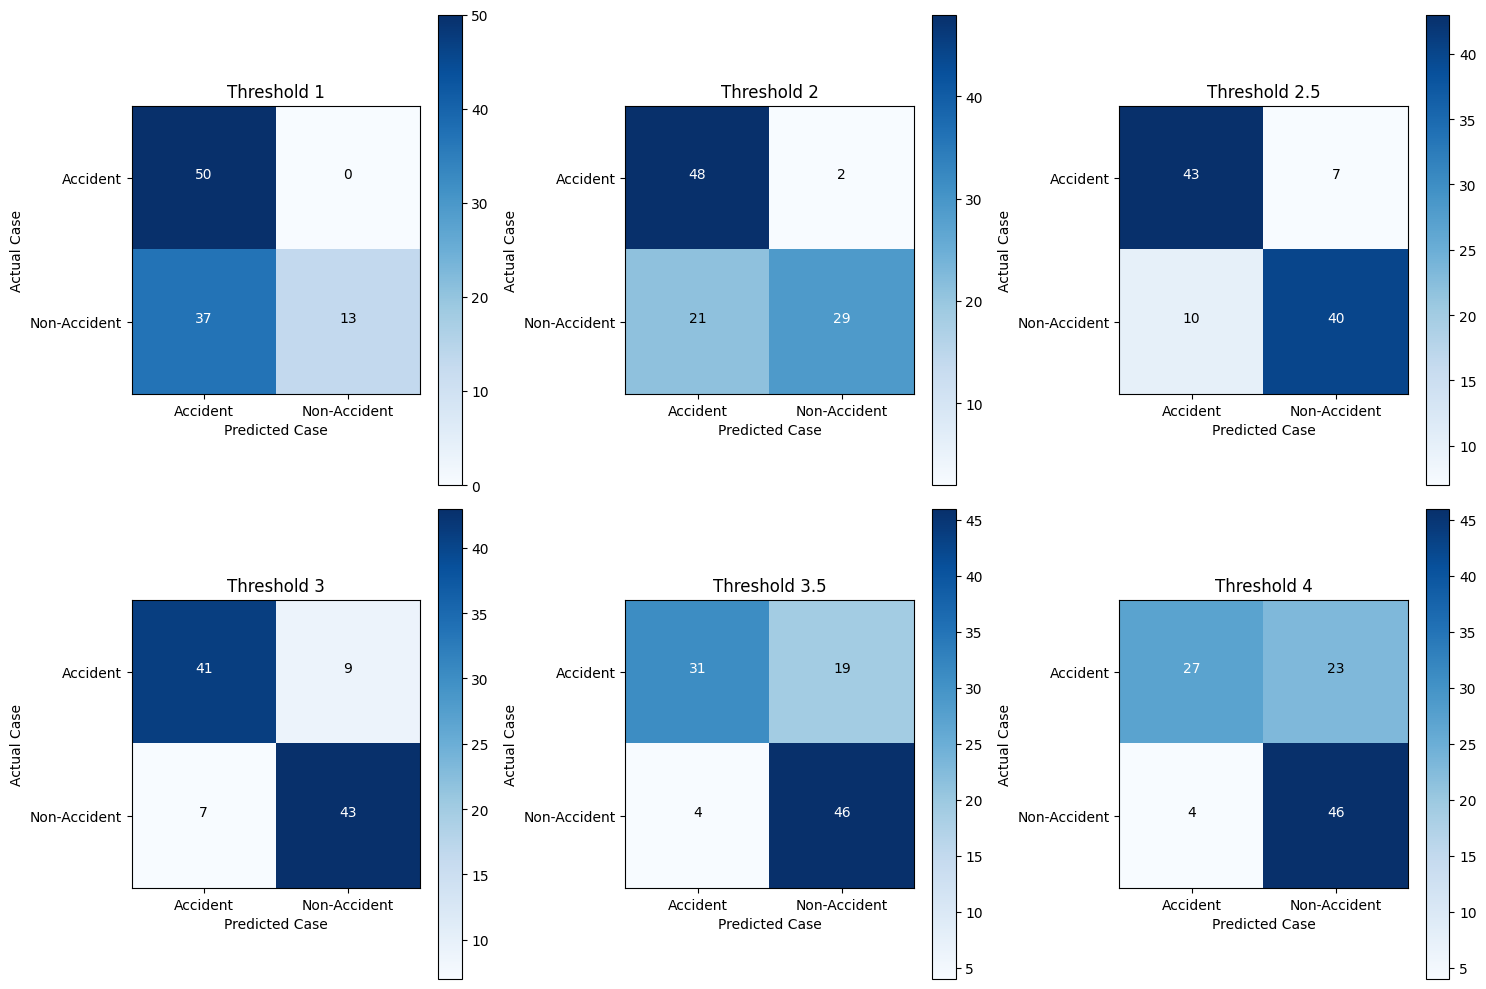 Threshold 1
Actual Case
Accident
Non-Accident
50 0
37 13
Accident Non-Accident
Predicted Case
50
40
30
20
10
0
Threshold 2
Actual Case
Accident
Non-Accident
48 2
21 29
Accident Non-Accident
Predicted Case
40
30
20
10
Threshold 2.5
Actual Case
Accident
Non-Accident
43 7
10 40
Accident Non-Accident
Predicted Case
40
35
30
25
20
15
10
Threshold 3
Actual Case
Accident
Non-Accident
41 9
7 43
Accident Non-Accident
Predicted Case
40
35
30
25
20
15
10
Threshold 3.5
Actual Case
Accident
Non-Accident
31 19
4 46
Accident Non-Accident
Predicted Case
45
40
35
30
25
20
15
10
5
Threshold 4
Actual Case
Accident
Non-Accident
27 23
4 46
Accident Non-Accident
Predicted Case
45
40
35
30
25
20
15
10
5